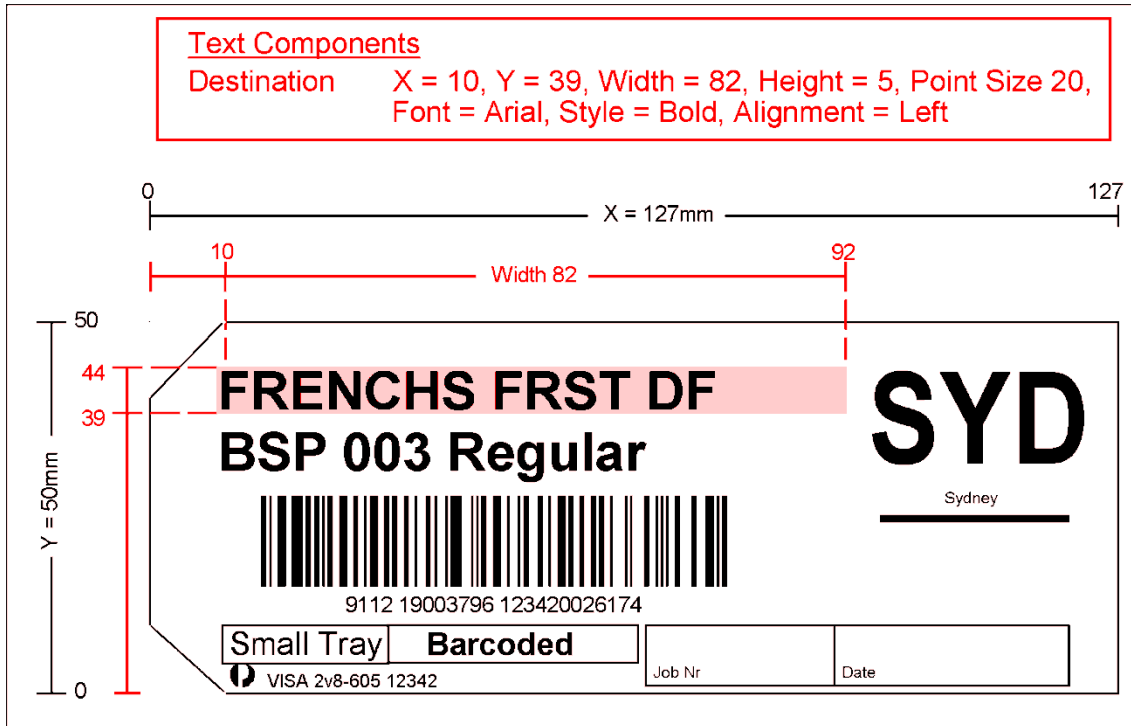 Text Components
Destination X = 10, Y = 39, Width = 82, Height = 5, Point Size 20,
Font = Arial, Style = Bold, Alignment = Left
0 127
X = 127mm
10 92
Width 82
50
44
39
Y = 50mm
0
FRENCHS FRST DF
BSP 003 Regular
SYD
Sydney
9112 19003796 123420026174
Small Tray Barcoded
Job Nr Date
VISA 2v8-605 12342